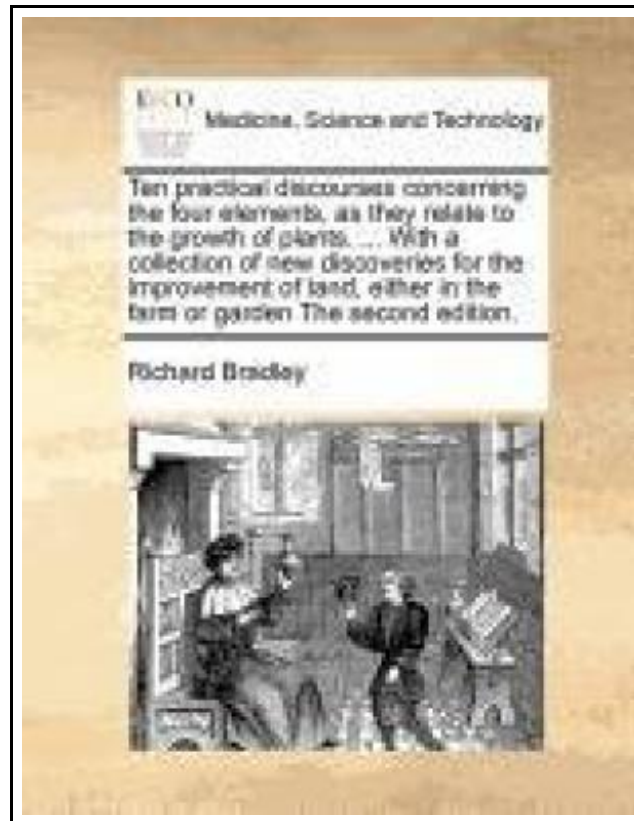 ECCO
Medicine, Science and Technology
Ten practical discourses concerning
the four elements, as they relate to
the growth of plants. ... With a
collection of new discoveries for the
improvement of land, either in the
farm or garden The second edition.
Richard Bradley